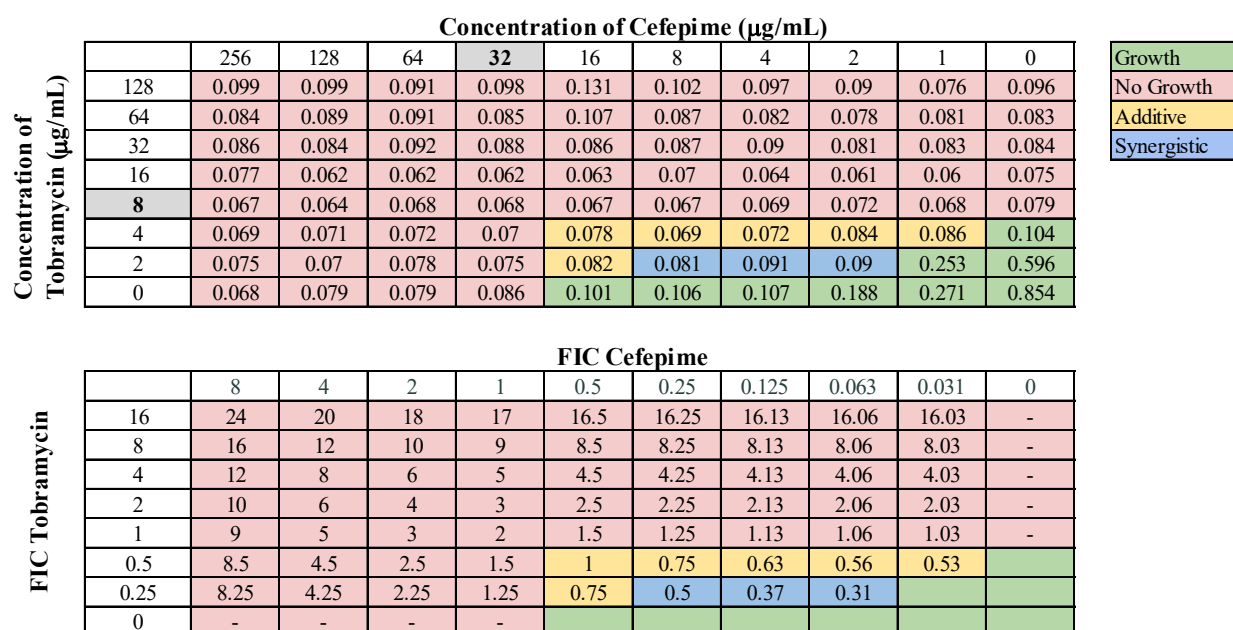 Concentration of Cefepime (µg/mL)
256 128 64 32 16 8 4 2 1 0
Growth
No Growth
Additive
Synergistic
Concentration of
Tobramycin (µg/mL)
128 0.099 0.099 0.091 0.098 0.131 0.102 0.097 0.09 0.076 0.096
64 0.084 0.089 0.091 0.085 0.107 0.087 0.082 0.078 0.081 0.083
32 0.086 0.084 0.092 0.088 0.086 0.087 0.09 0.081 0.083 0.084
16 0.077 0.062 0.062 0.062 0.063 0.07 0.064 0.061 0.06 0.075
8 0.067 0.064 0.068 0.068 0.067 0.067 0.069 0.072 0.068 0.079
4 0.069 0.071 0.072 0.07 0.078 0.069 0.072 0.084 0.086 0.104
2 0.075 0.07 0.078 0.075 0.082 0.081 0.091 0.09 0.253 0.596
0 0.068 0.079 0.079 0.086 0.101 0.106 0.107 0.188 0.271 0.854
FIC Cefepime
8 4 2 1 0.5 0.25 0.125 0.063 0.031 0
FIC Tobramycin
16 24 20 18 17 16.5 16.25 16.13 16.06 16.03 -
8 16 12 10 9 8.5 8.25 8.13 8.06 8.03 -
4 12 8 6 5 4.5 4.25 4.13 4.06 4.03 -
2 10 6 4 3 2.5 2.25 2.13 2.06 2.03 -
1 9 5 3 2 1.5 1.25 1.13 1.06 1.03 -
0.5 8.5 4.5 2.5 1.5 1 0.75 0.63 0.56 0.53
0.25 8.25 4.25 2.25 1.25 0.75 0.5 0.37 0.31
0 - - - -